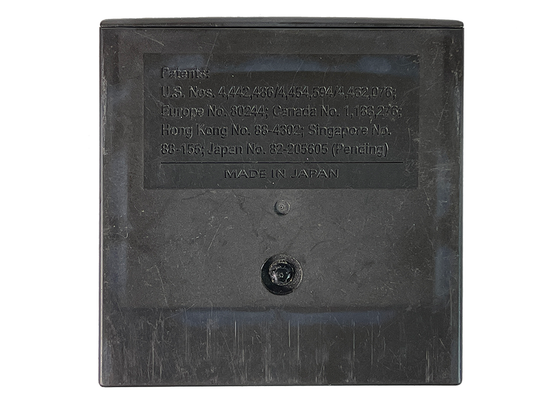 Patents:
U.S. Nos. 4,442,486/4,454,594/4,462,076;
Europe No. 80244; Canada No. 1,183,276;
Hong Kong No. 88-4302; Singapore No.
88-155; Japan No. 82-205605 (Pending)
MADE IN JAPAN